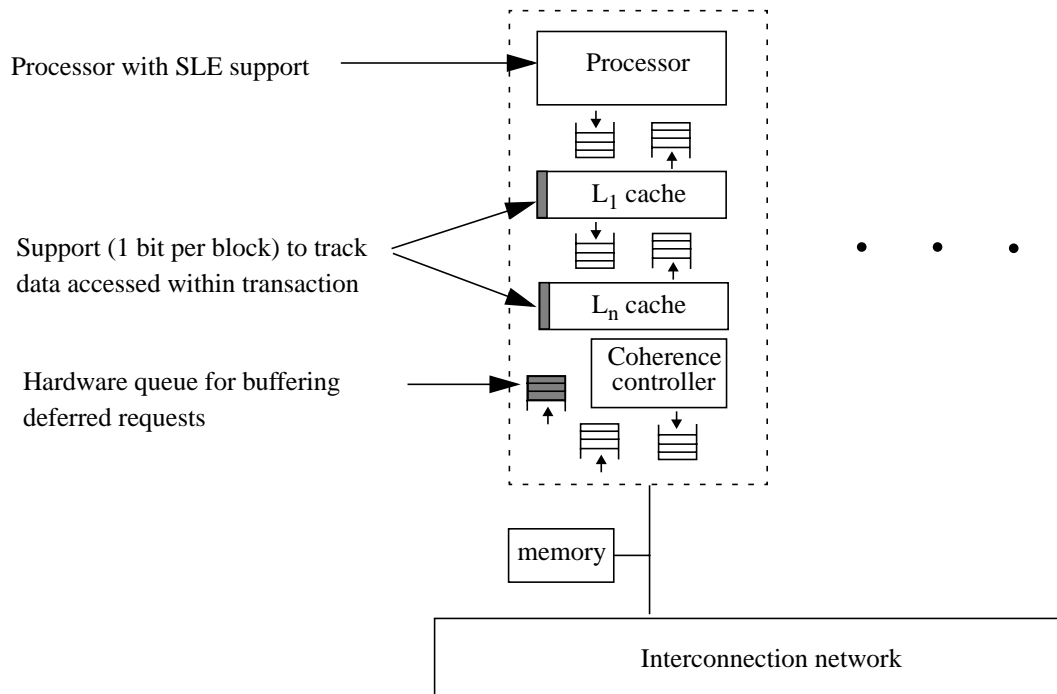 Processor with SLE support
Processor
L1 cache
Support (1 bit per block) to track
data accessed within transaction
Ln cache
Coherence
controller
Hardware queue for buffering
deferred requests
memory
Interconnection network